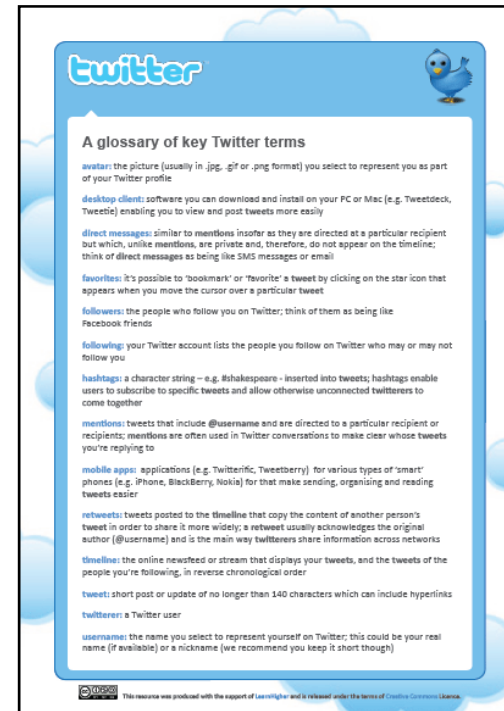 twitter
A glossary of key Twitter terms
avatar: the picture (usually in .jpg, .gif or .png format) you select to represent you as part
of your Twitter profile
desktop client: software you can download and install on your PC or Mac (e.g. Tweetdeck,
Tweetie) enabling you to view and post tweets more easily
direct messages: similar to mentions insofar as they are directed at a particular recipient
but which, unlike mentions, are private and, therefore, do not appear on the timeline;
think of direct messages as being like SMS messages or email
favorites: it's possible to 'bookmark' or 'favorite' a tweet by clicking on the star icon that
appears when you move the cursor over a particular tweet
followers: the people who follow you on Twitter; think of them as being like
Facebook friends
following: your Twitter account lists the people you follow on Twitter who may or may not
follow you
hashtags: a character string – e.g. #shakespeare - inserted into tweets; hashtags enable
users to subscribe to specific tweets and allow otherwise unconnected twitterers to
come together
mentions: tweets that include @username and are directed to a particular recipient or
recipients; mentions are often used in Twitter conversations to make clear whose tweets
you're replying to
mobile apps: applications (e.g. Twitterific, Tweetberry) for various types of 'smart'
phones (e.g. iPhone, BlackBerry, Nokia) for that make sending, organising and reading
tweets easier
retweets: tweets posted to the timeline that copy the content of another person's
tweet in order to share it more widely; a retweet usually acknowledges the original
author (@username) and is the main way twitterers share information across networks
timeline: the online newsfeed or stream that displays your tweets, and the tweets of the
people you're following, in reverse chronological order
tweet: short post or update of no longer than 140 characters which can include hyperlinks
twitterer: a Twitter user
username: the name you select to represent yourself on Twitter; this could be your real
name (if available) or a nickname (we recommend you keep it short though)
This resource was produced with the support of LearnHigher and is released under the terms of Creative Commons Licence.